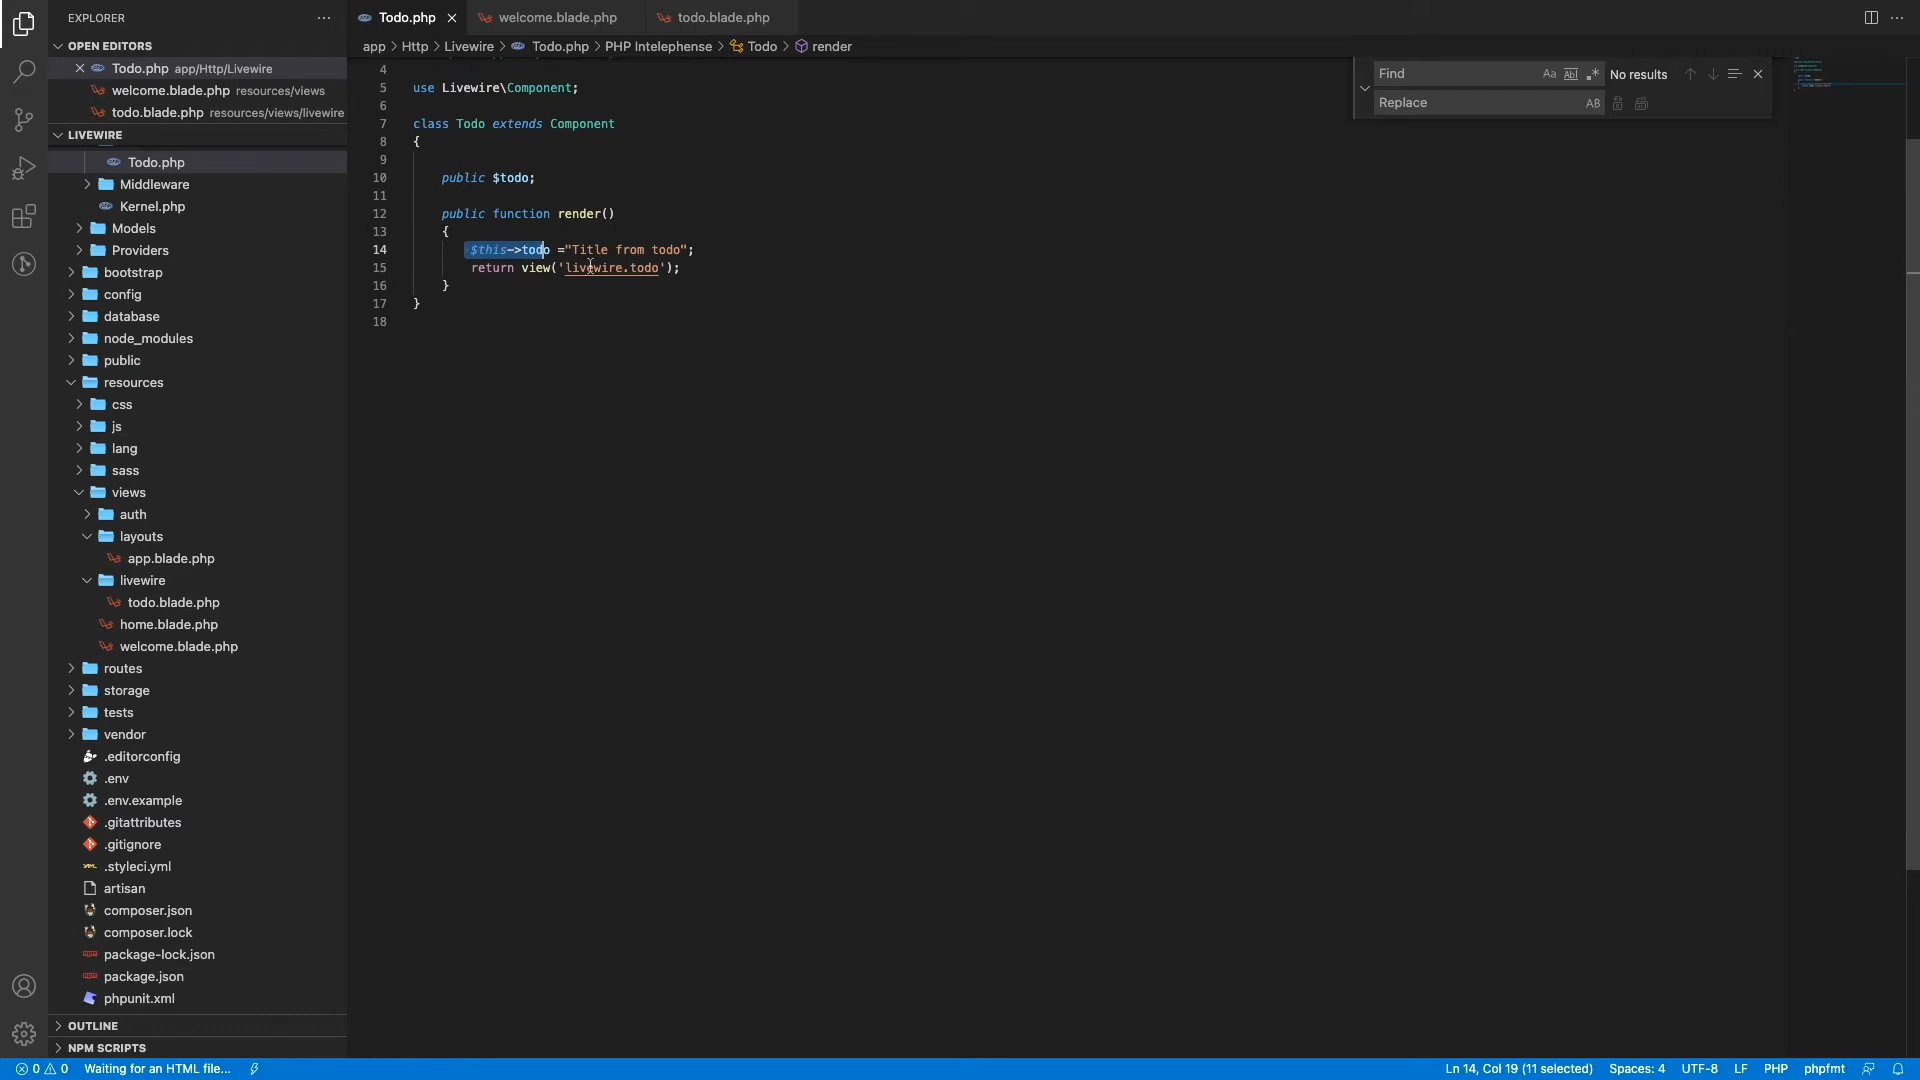 EXPLORER
Todo.php
welcome.blade.php
todo.blade.php
OPEN EDITORS
app > Http > Livewire > Todo.php > PHP Intelephense > Todo > render
Todo.php app/Http/Livewire
welcome.blade.php resources/views
todo.blade.php resources/views/livewire
Find
Aa
Abl
No results
Replace
AB
LIVEWIRE
Todo.php
Middleware
Kernel.php
Models
Providers
bootstrap
config
database
node_modules
public
resources
css
js
lang
sass
views
auth
layouts
app.blade.php
livewire
todo.blade.php
home.blade.php
welcome.blade.php
routes
storage
tests
vendor
.editorconfig
.env
.env.example
.gitattributes
.gitignore
.styleci.yml
artisan
composer.json
composer.lock
package-lock.json
package.json
phpunit.xml
OUTLINE
NPM SCRIPTS
4
5 use Livewire\Component;
6
7 class Todo extends Component
8 {
9
10 public $todo;
11
12 public function render()
13 {
14 $this->todo ="Title from todo";
15 return view('livewire.todo');
16 }
17 }
18
0 0 Waiting for an HTML file...
Ln 14, Col 19 (11 selected) Spaces: 4 UTF-8 LF PHP phpfmt